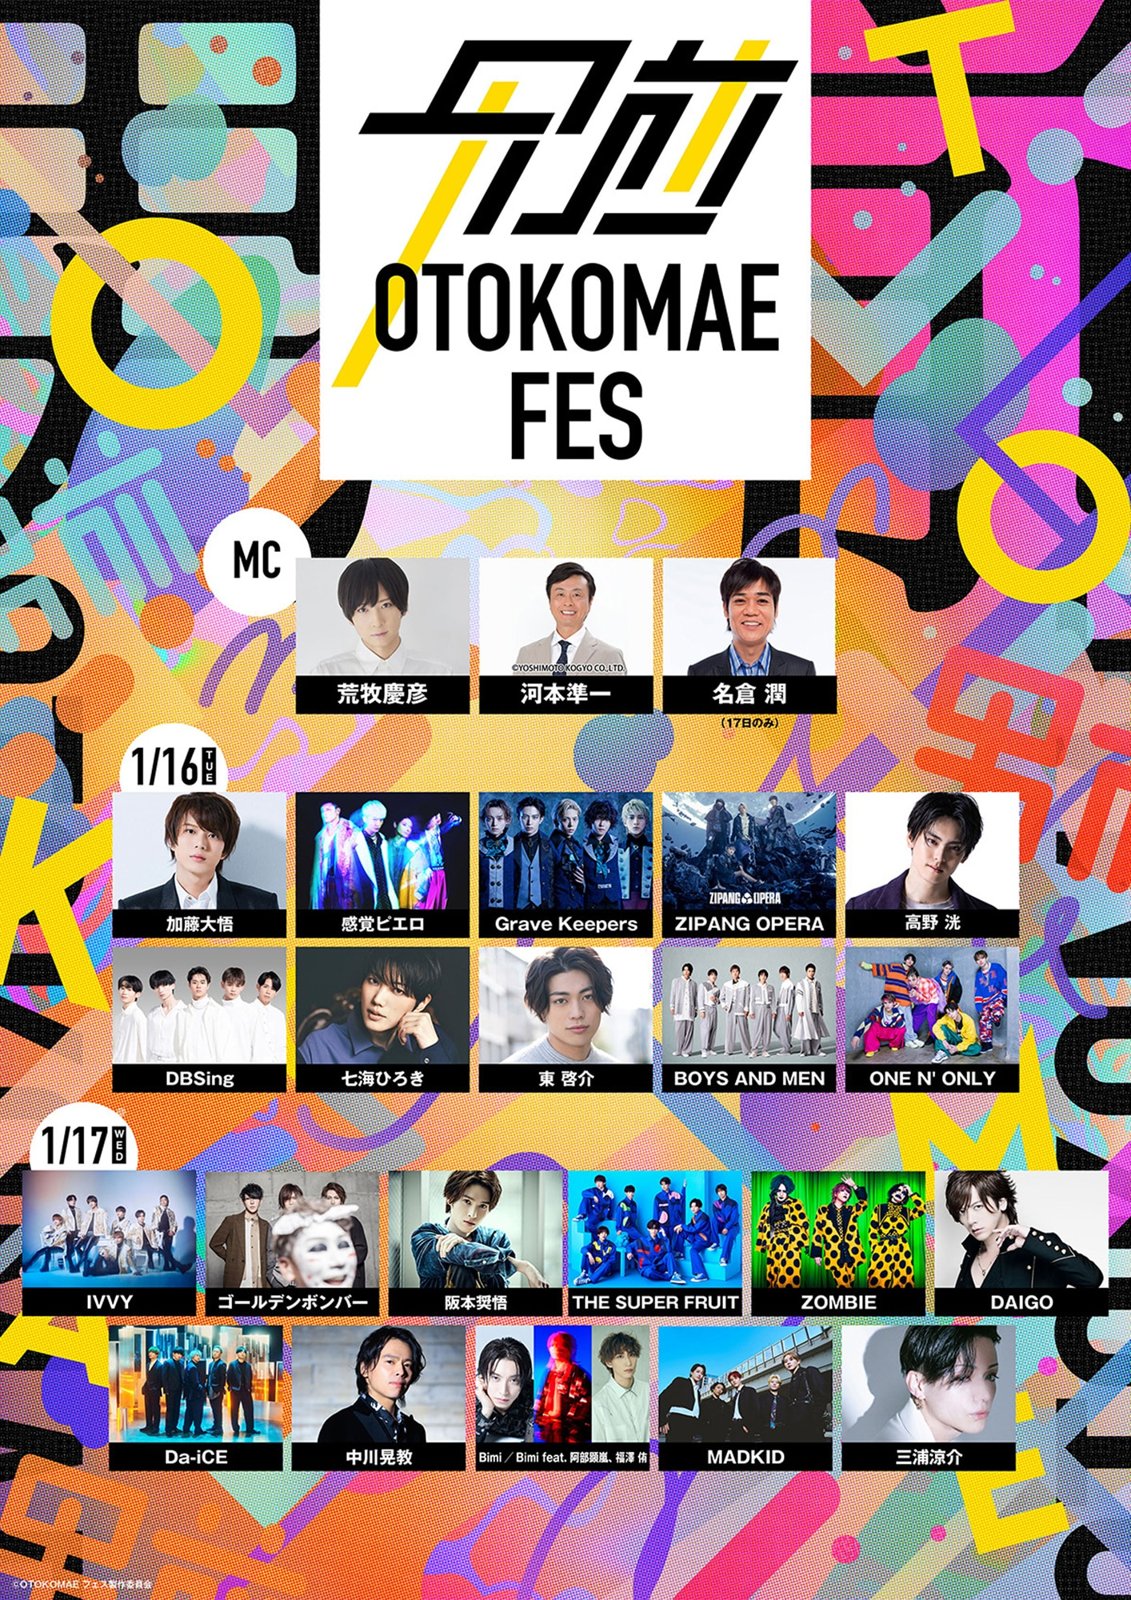 男前
OTOKOMAE
FES
MC
©YOSHIMOTO KOGYO CO.,LTD.
荒牧慶彦
河本準一
名倉 潤
(17日のみ)
1/16 TUE
ZIPANG OPERA
加藤大悟
感覚ピエロ
Grave Keepers
ZIPANG OPERA
高野 洸
DBSing
七海ひろき
東 啓介
BOYS AND MEN
ONE N' ONLY
1/17 WED
IVVY
ゴールデンボンバー
阪本奨悟
THE SUPER FRUIT
ZOMBIE
DAIGO
Da-iCE
中川晃教
Bimi／Bimi feat. 阿部顕嵐、福澤 侑
MADKID
三浦涼介
©OTOKOMAE フェス製作委員会